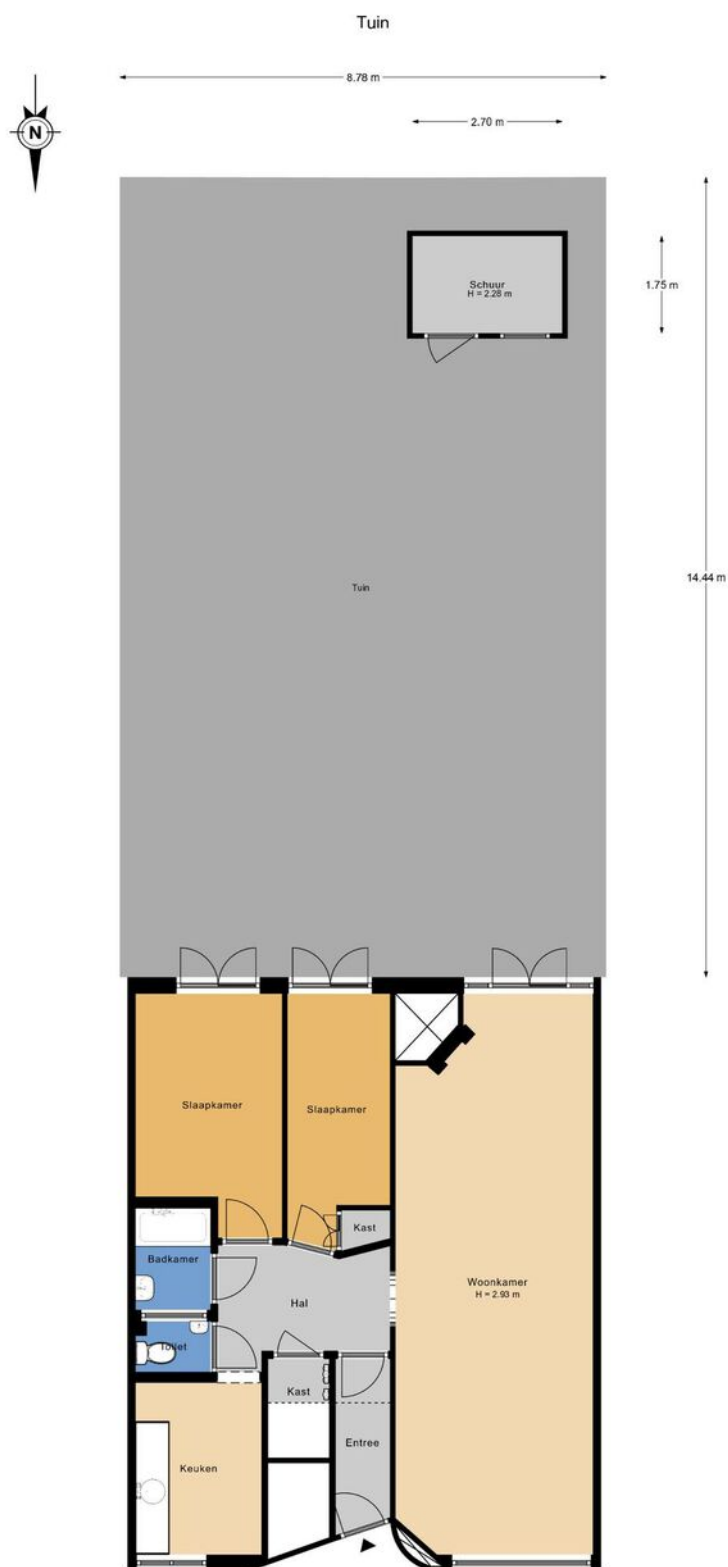 Tuin
8.78 m
N
2.70 m
Schuur
H = 2.28 m
1.75 m
14.44 m
Tuin
Slaapkamer
Slaapkamer
Kast
Badkamer
Hal
Woonkamer
H = 2.93 m
Toilet
Kast
Entree
Keuken